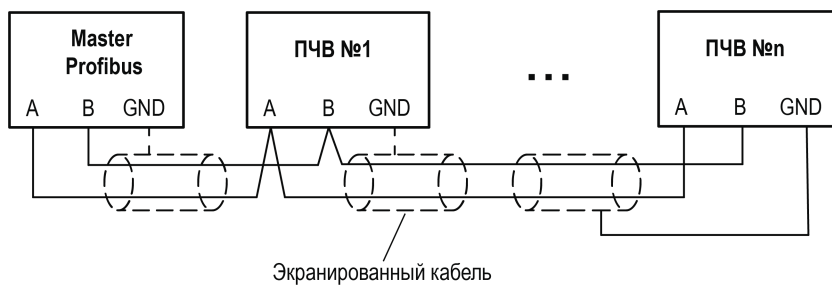 Master
Profibus
A B GND
ПЧВ №1
A B GND
...
ПЧВ №n
A B GND
Экранированный кабель